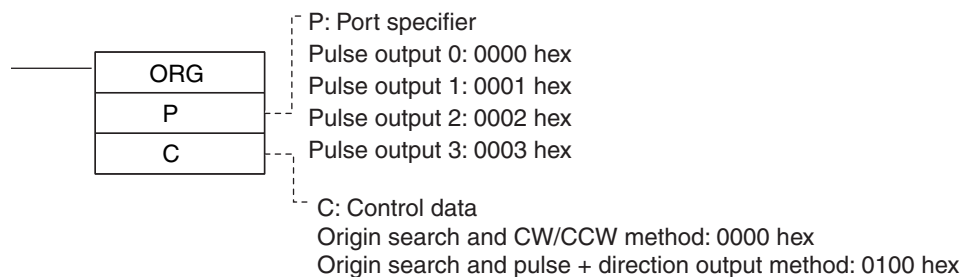 ORG
P
C
P: Port specifier
Pulse output 0: 0000 hex
Pulse output 1: 0001 hex
Pulse output 2: 0002 hex
Pulse output 3: 0003 hex
C: Control data
Origin search and CW/CCW method: 0000 hex
Origin search and pulse + direction output method: 0100 hex